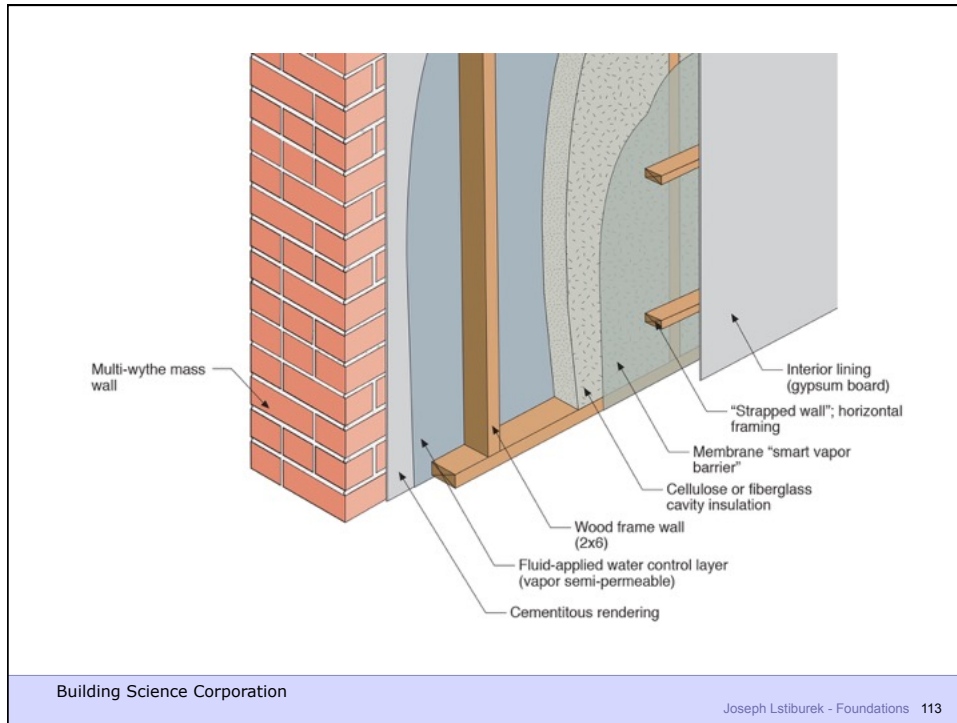 Multi-wythe mass
wall
Interior lining
(gypsum board)
“Strapped wall”; horizontal
framing
Membrane “smart vapor
barrier”
Cellulose or fiberglass
cavity insulation
Wood frame wall
(2x6)
Fluid-applied water control layer
(vapor semi-permeable)
Cementitous rendering
Building Science Corporation
Joseph Lstiburek - Foundations 113